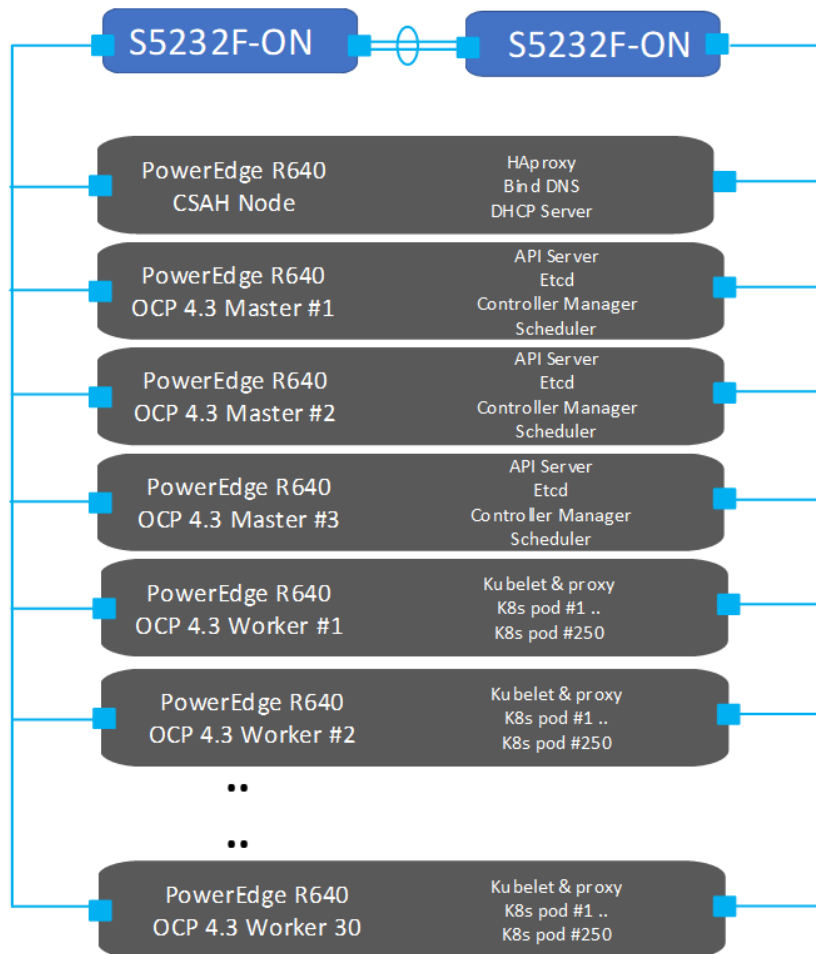 S5232F-ON
S5232F-ON
PowerEdge R640
CSAH Node
HAproxy
Bind DNS
DHCP Server
PowerEdge R640
OCP 4.3 Master #1
API Server
Etcd
Controller Manager
Scheduler
PowerEdge R640
OCP 4.3 Master #2
API Server
Etcd
Controller Manager
Scheduler
PowerEdge R640
OCP 4.3 Master #3
API Server
Etcd
Controller Manager
Scheduler
PowerEdge R640
OCP 4.3 Worker #1
Kubelet & proxy
K8s pod #1 ..
K8s pod #250
PowerEdge R640
OCP 4.3 Worker #2
Kubelet & proxy
K8s pod #1 ..
K8s pod #250
..
..
PowerEdge R640
OCP 4.3 Worker 30
Kubelet & proxy
K8s pod #1 ..
K8s pod #250